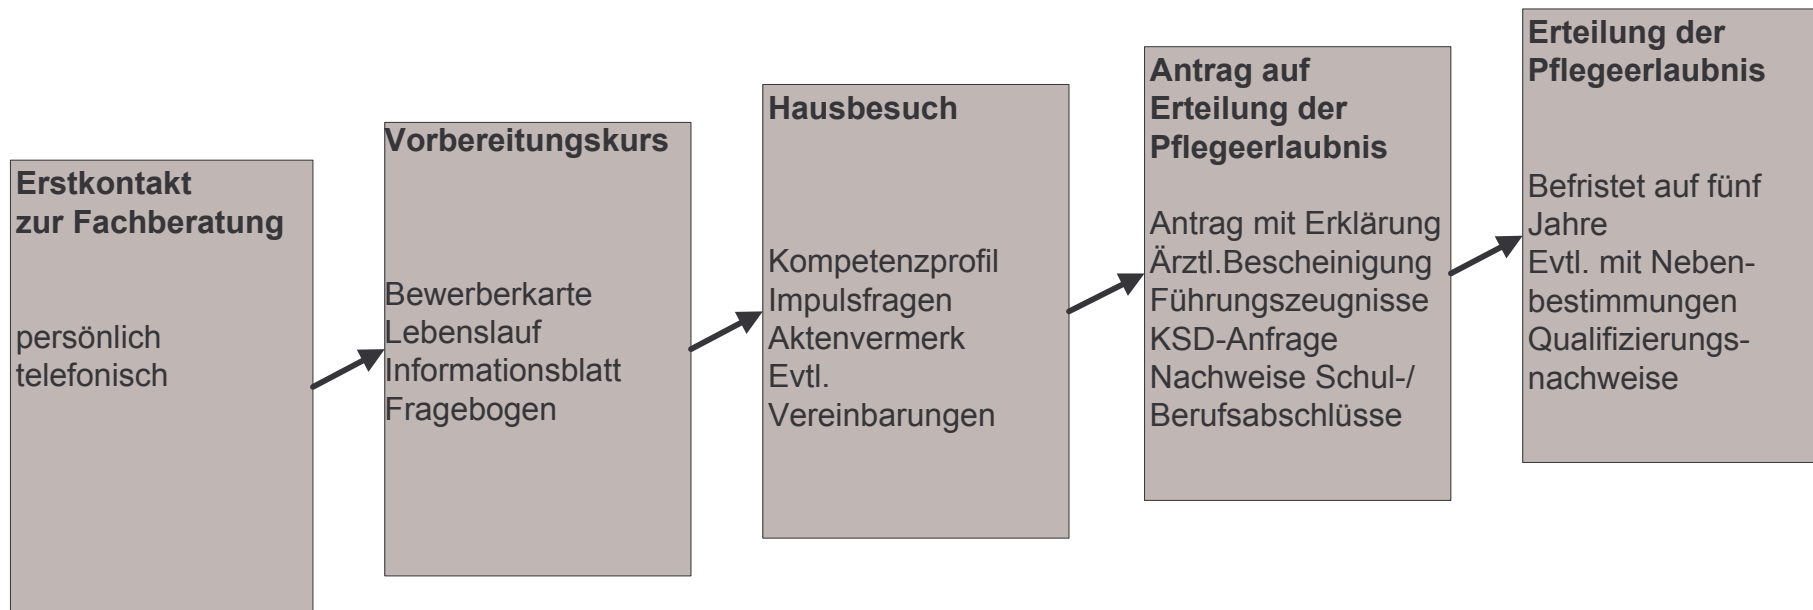 Erstkontakt
zur Fachberatung
persönlich
telefonisch
Vorbereitungskurs
Bewerberkarte
Lebenslauf
Informationsblatt
Fragebogen
Hausbesuch
Kompetenzprofil
Impulsfragen
Aktenvermerk
Evtl.
Vereinbarungen
Antrag auf
Erteilung der
Pflegeerlaubnis
Antrag mit Erklärung
Ärztl.Bescheinigung
Führungszeugnisse
KSD-Anfrage
Nachweise Schul-/
Berufsabschlüsse
Erteilung der
Pflegeerlaubnis
Befristet auf fünf
Jahre
Evtl. mit Neben-
bestimmungen
Qualifizierungs-
nachweise